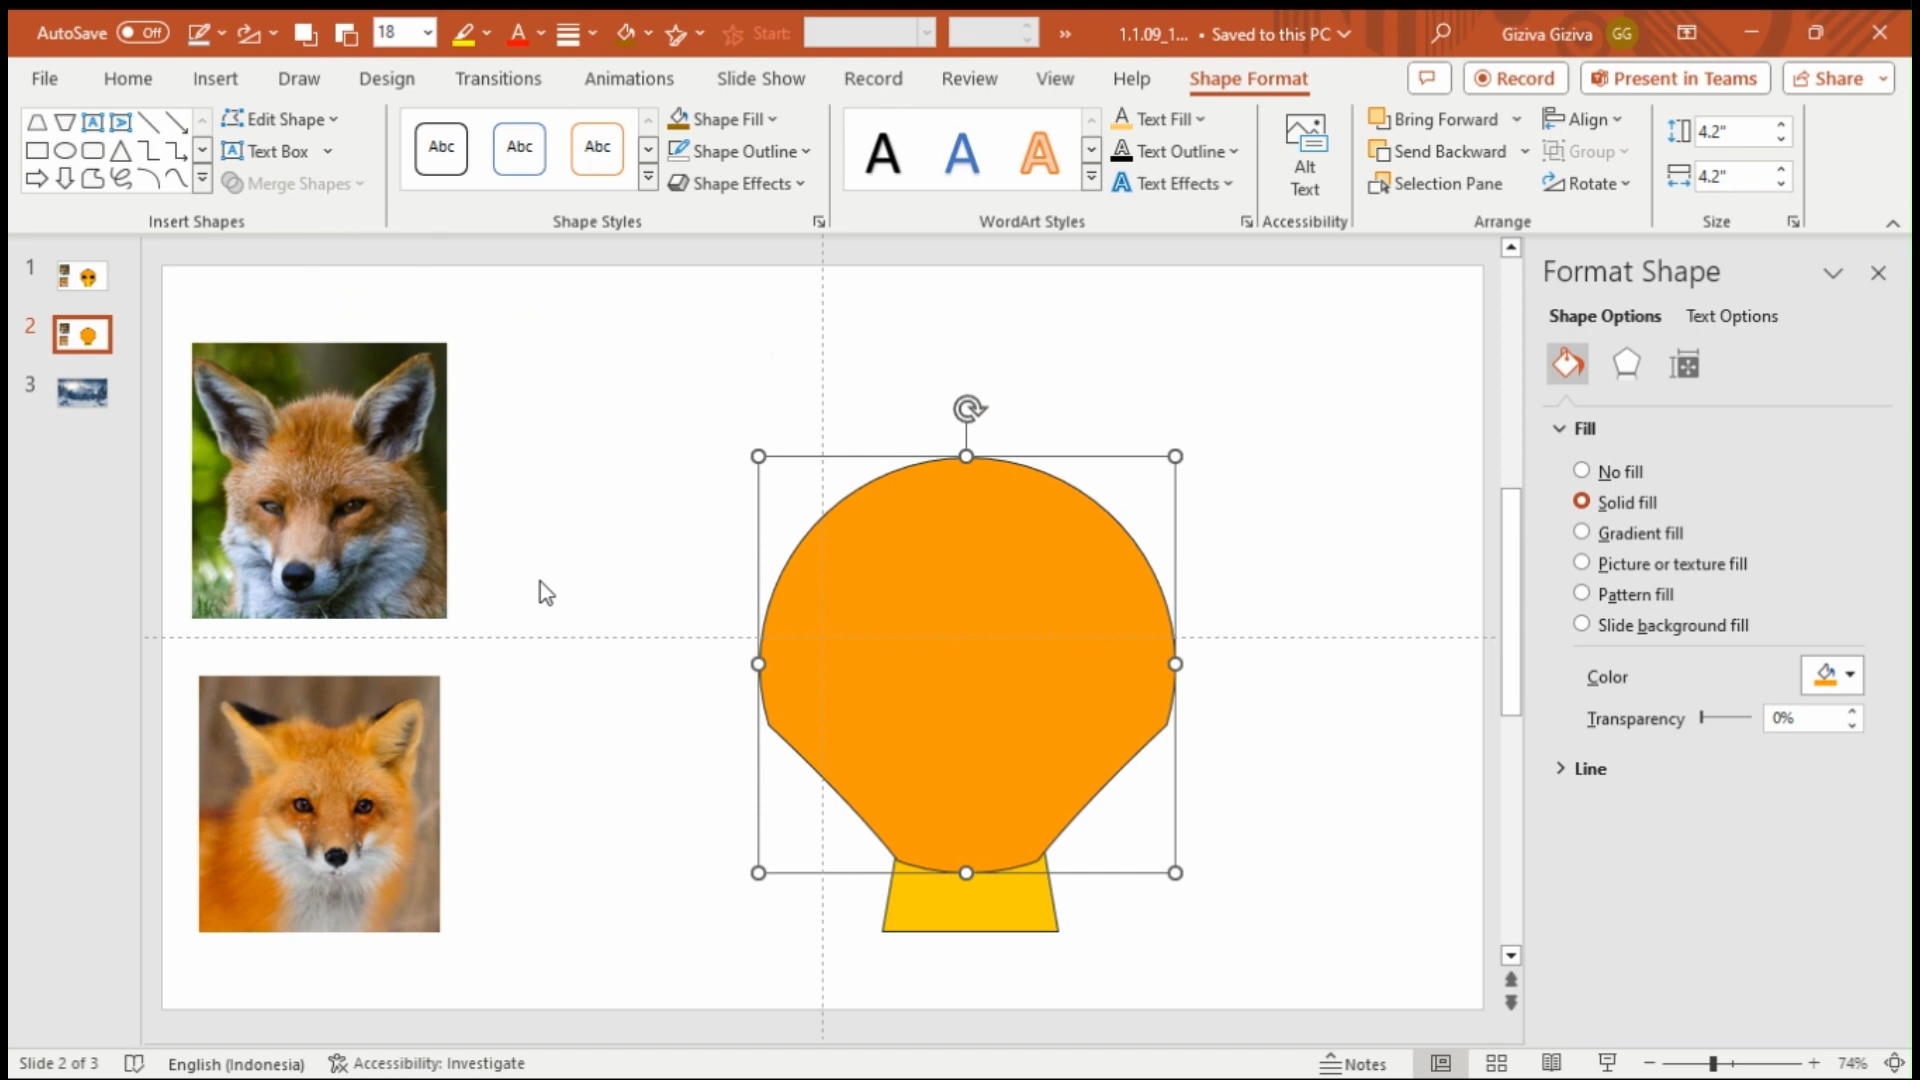 AutoSave Off 18 Start: 1.1.09_1... • Saved to this PC Giziva Giziva GG
File Home Insert Draw Design Transitions Animations Slide Show Record Review View Help Shape Format Record Present in Teams Share
Edit Shape
Text Box
Merge Shapes
Insert Shapes
Abc Abc Abc
Shape Fill
Shape Outline
Shape Effects
Shape Styles
A A A
Text Fill
Text Outline
Text Effects
WordArt Styles
Alt
Text
Accessibility
Bring Forward
Send Backward
Selection Pane
Align
Group
Rotate
Arrange
4.2"
4.2"
Size
1
2
3
Format Shape
Shape Options Text Options
Fill
No fill
Solid fill
Gradient fill
Picture or texture fill
Pattern fill
Slide background fill
Color
Transparency 0%
Line
Slide 2 of 3 English (Indonesia) Accessibility: Investigate Notes 74%